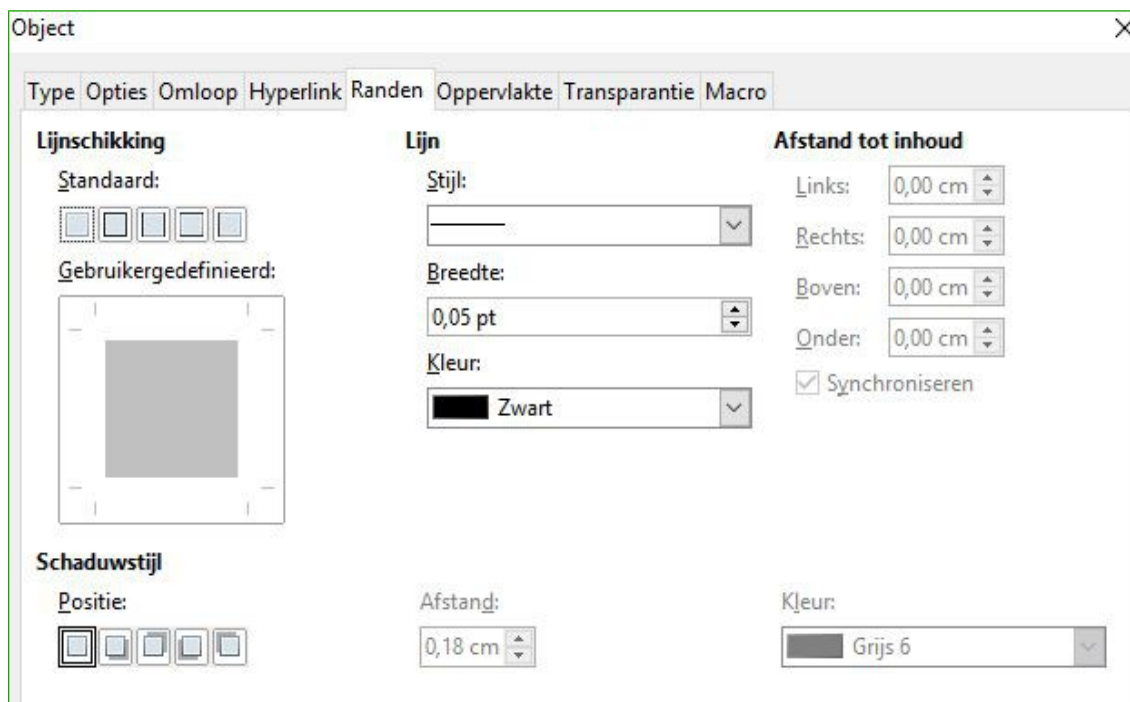 Object
Type Opties Omloop Hyperlink Randen Oppervlakte Transparantie Macro
Lijnschikking
Standaard:
Gebruikergedefinieerd:
Lijn
Stijl:
Breedte:
0,05 pt
Kleur:
Zwart
Afstand tot inhoud
Links: 0,00 cm
Rechts: 0,00 cm
Boven: 0,00 cm
Onder: 0,00 cm
Synchroniseren
Schaduwstijl
Positie:
Afstand:
0,18 cm
Kleur:
Grijs 6